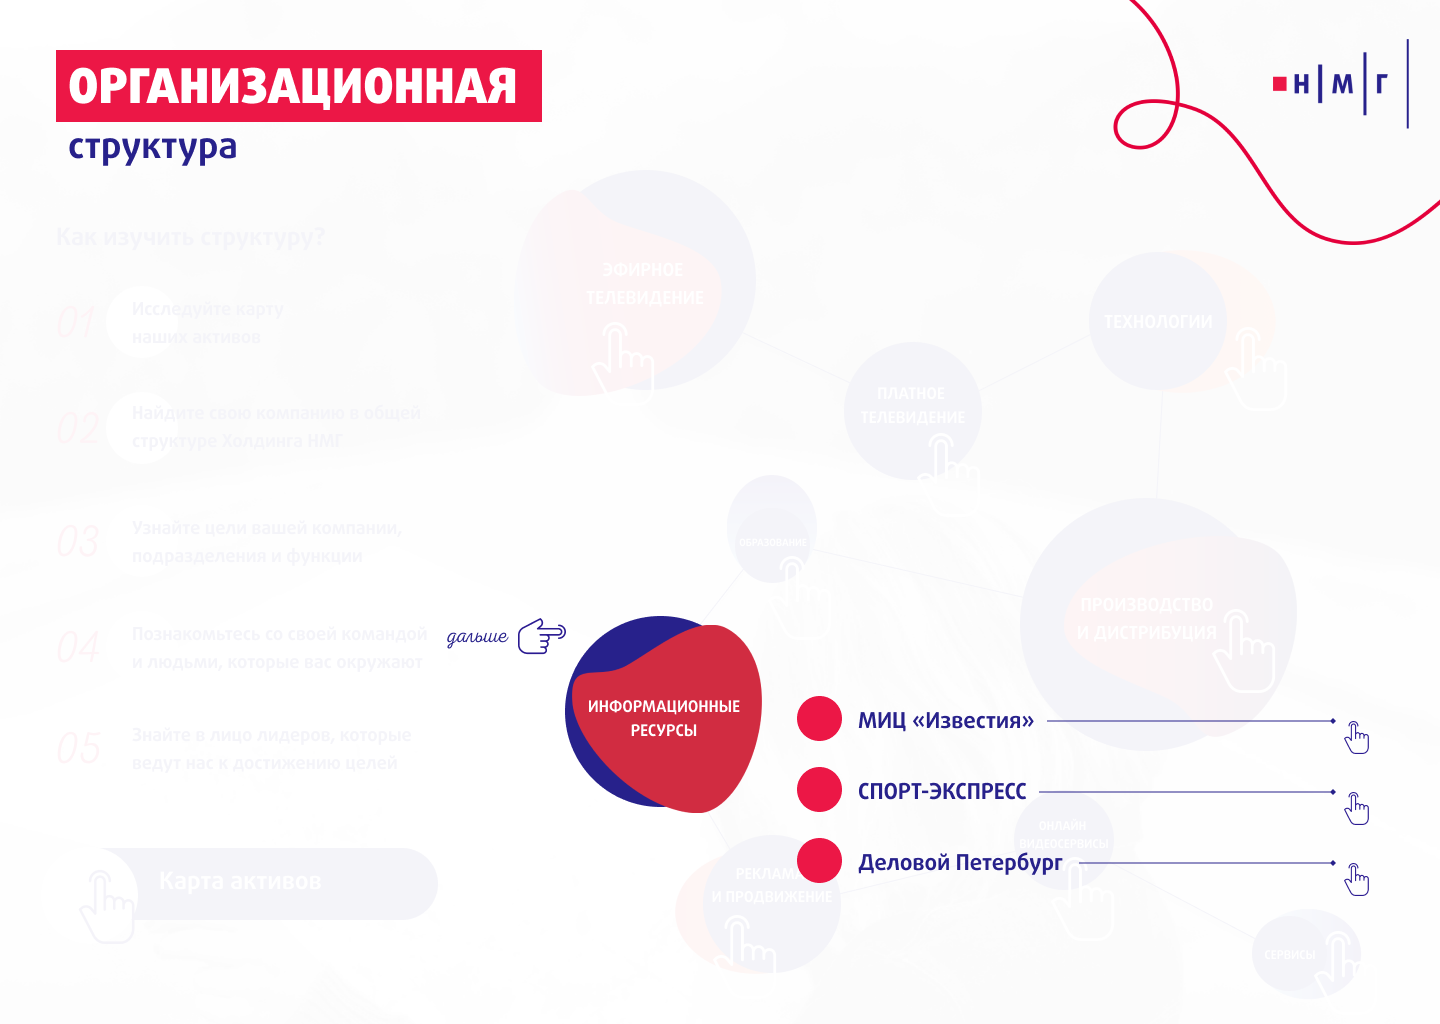 ОРГАНИЗАЦИОННАЯ
структура
Н М Г
Как изучить структуру?
01
Исследуйте карту
наших активов
02
Найдите свою компанию в общей
структуре Холдинга НМГ
03
Узнайте цели вашей компании,
подразделения и функции
04
Познакомьтесь со своей командой
и людьми, которые вас окружают
05
Знайте в лицо лидеров, которые
ведут нас к достижению целей
Карта активов
ЭФИРНОЕ
ТЕЛЕВИДЕНИЕ
ТЕХНОЛОГИИ
ПЛАТНОЕ
ТЕЛЕВИДЕНИЕ
ОБРАЗОВАНИЕ
ПРОИЗВОДСТВО
И ДИСТРИБУЦИЯ
дальше
ИНФОРМАЦИОННЫЕ
РЕСУРСЫ
МИЦ «Известия»
СПОРТ-ЭКСПРЕСС
Деловой Петербург
ОНЛАЙН
ВИДЕОСЕРВИСЫ
РЕКЛАМА
И ПРОДВИЖЕНИЕ
СЕРВИСЫ